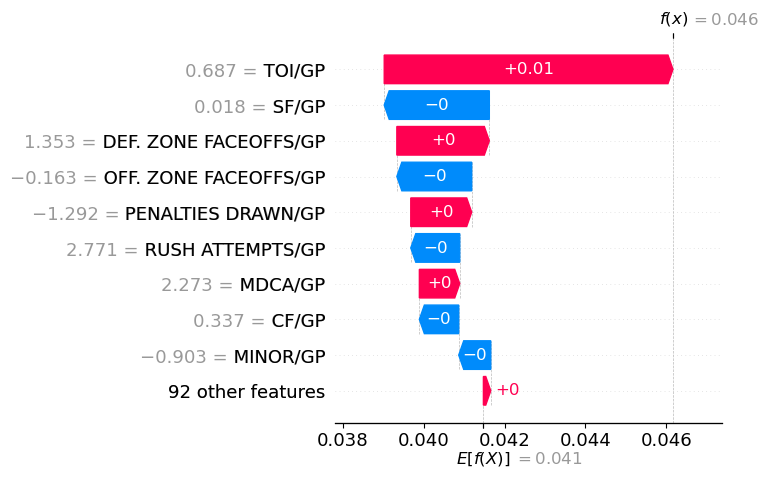 f(x) = 0.046
0.687 = TOI/GP
+0.01
0.018 = SF/GP
−0
1.353 = DEF. ZONE FACEOFFS/GP
+0
−0.163 = OFF. ZONE FACEOFFS/GP
−0
−1.292 = PENALTIES DRAWN/GP
+0
2.771 = RUSH ATTEMPTS/GP
−0
2.273 = MDCA/GP
+0
0.337 = CF/GP
−0
−0.903 = MINOR/GP
−0
92 other features
+0
0.038 0.040 0.042 0.044 0.046
E[f(X)] = 0.041